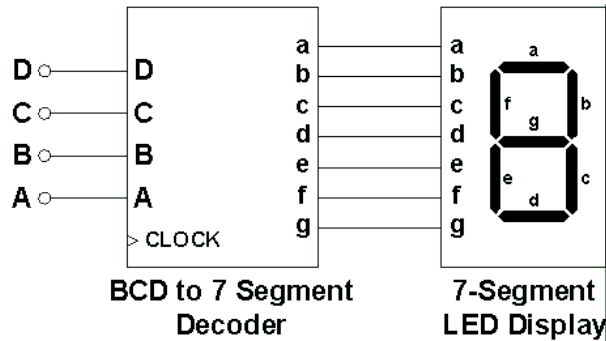 D D a a a
b b
C C c c f b
B B d d g
A A e e e c
f f d
> CLOCK g g
BCD to 7 Segment 7-Segment
Decoder LED Display